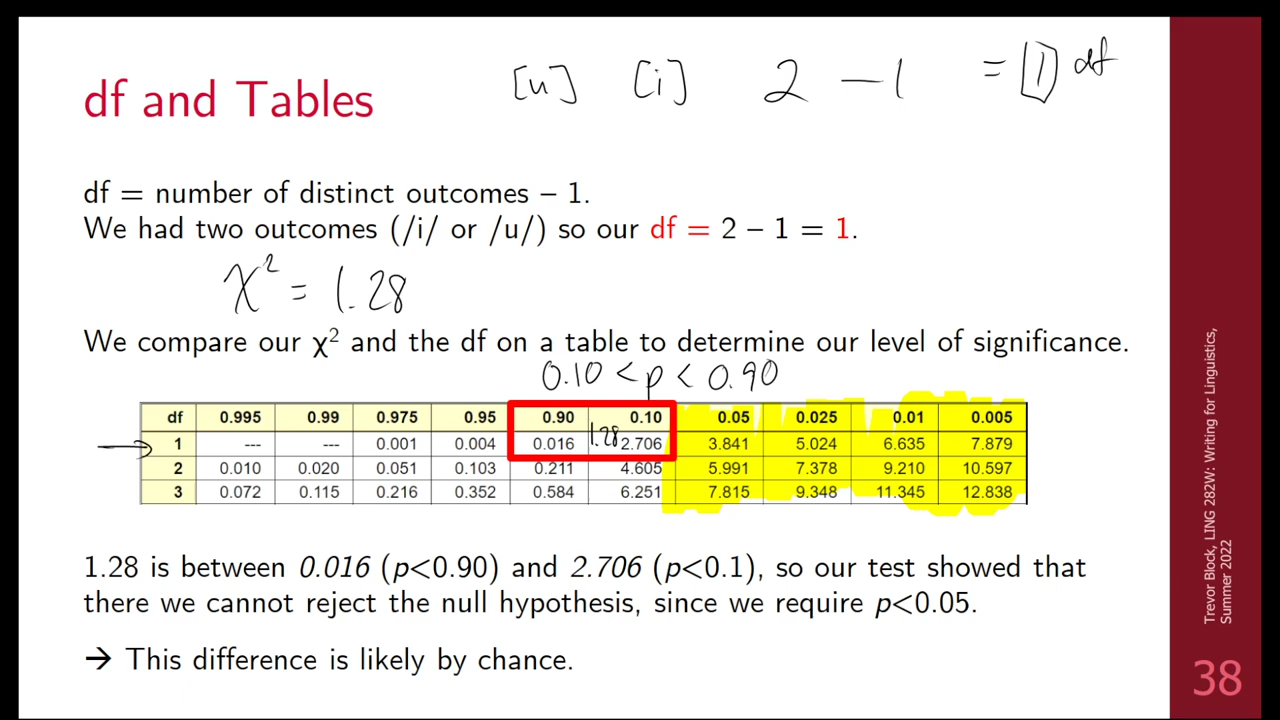 [u] [i] 2 – 1 = 1 df
df and Tables
df = number of distinct outcomes – 1.
We had two outcomes (/i/ or /u/) so our df = 2 – 1 = 1.
χ² = 1.28
We compare our χ² and the df on a table to determine our level of significance.
0.10 < p < 0.90
df 0.995 0.99 0.975 0.95 0.90 0.10 0.05 0.025 0.01 0.005
1 --- --- 0.001 0.004 0.016 1.28 2.706 3.841 5.024 6.635 7.879
2 0.010 0.020 0.051 0.103 0.211 4.605 5.991 7.378 9.210 10.597
3 0.072 0.115 0.216 0.352 0.584 6.251 7.815 9.348 11.345 12.838
1.28 is between 0.016 (p<0.90) and 2.706 (p<0.1), so our test showed that
there we cannot reject the null hypothesis, since we require p<0.05.
→ This difference is likely by chance.
Trevor Block, LING 282W: Writing for Linguistics,
Summer 2022
38